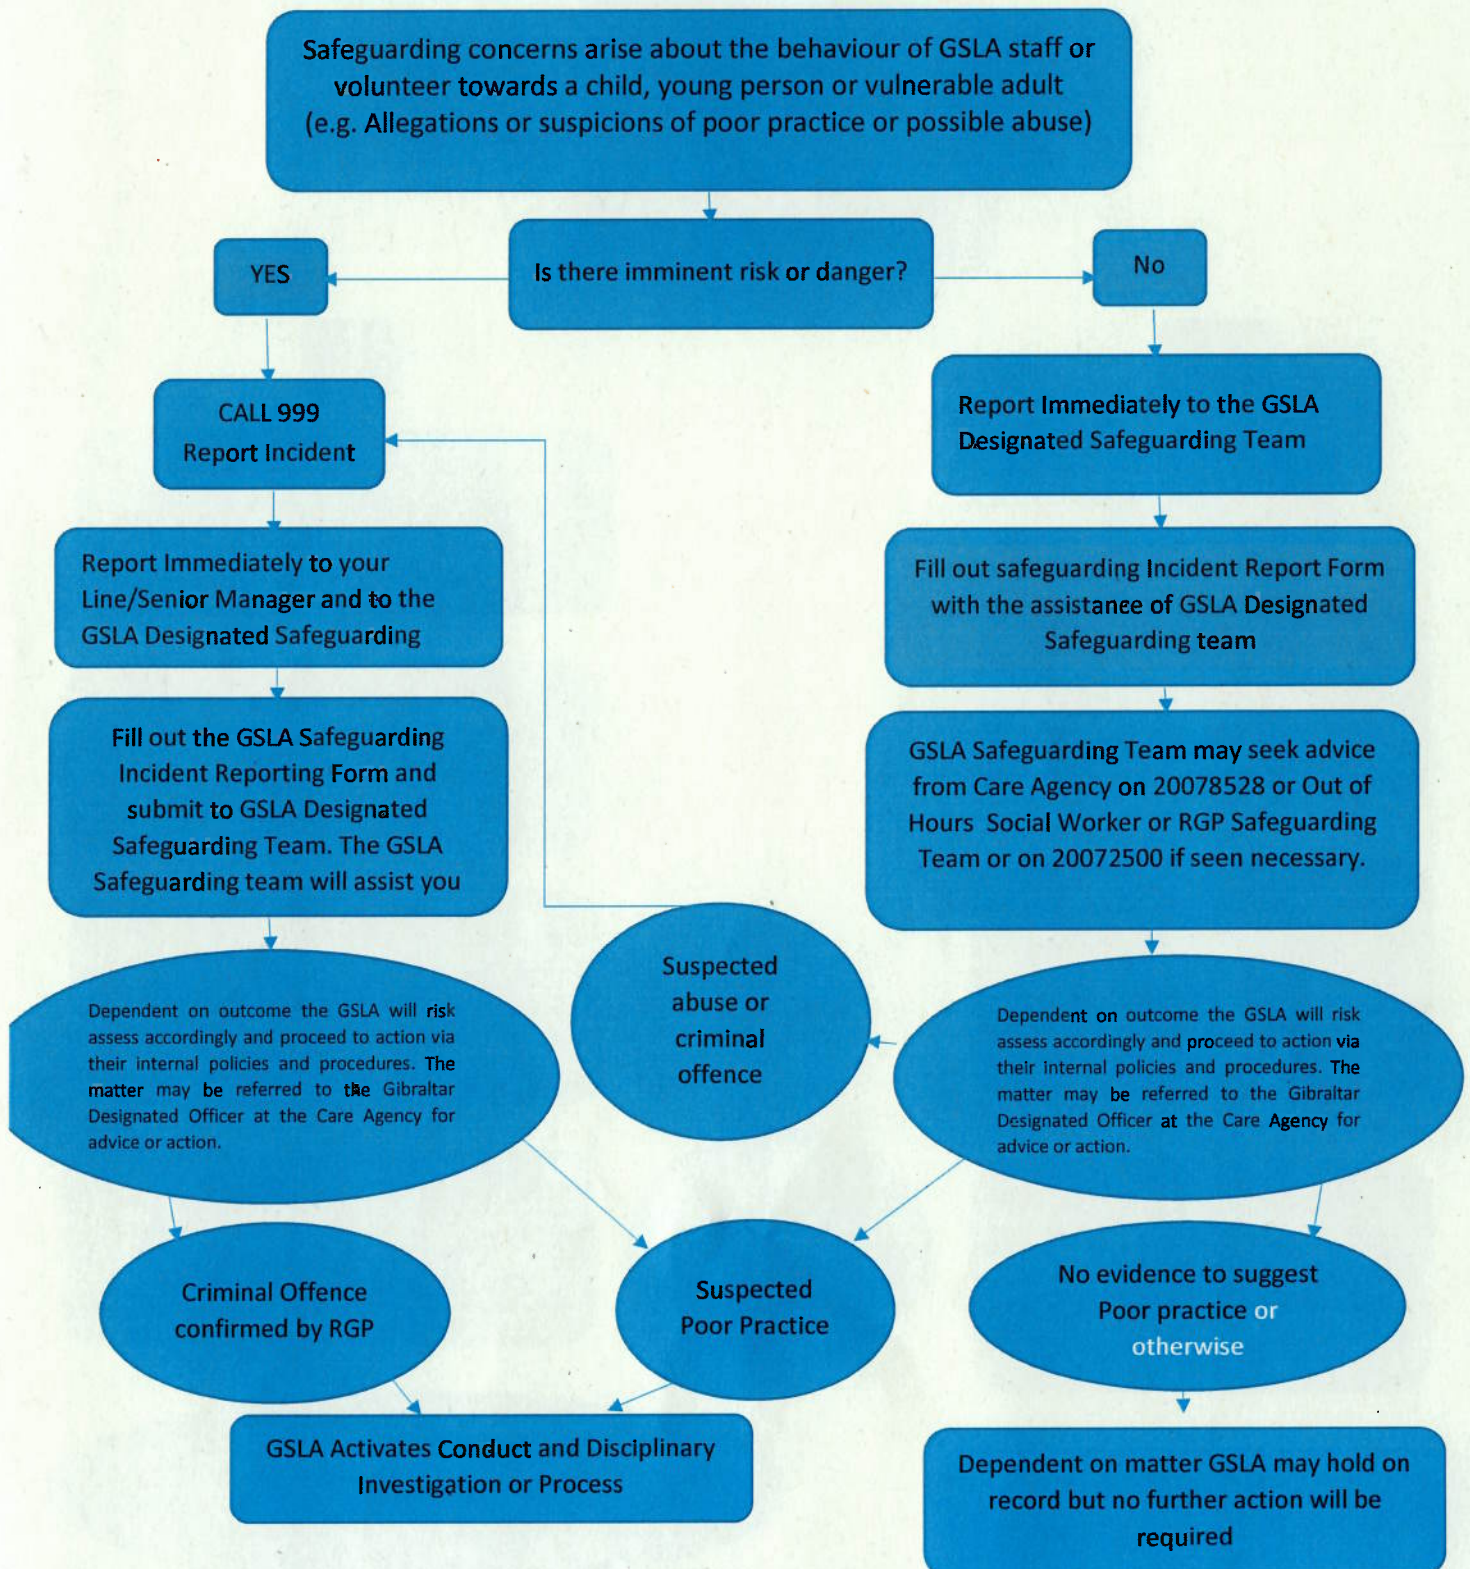 Safeguarding concerns arise about the behaviour of GSLA staff or
volunteer towards a child, young person or vulnerable adult
(e.g. Allegations or suspicions of poor practice or possible abuse)
Is there imminent risk or danger?
YES
No
CALL 999
Report Incident
Report Immediately to your
Line/Senior Manager and to the
GSLA Designated Safeguarding
Fill out the GSLA Safeguarding
Incident Reporting Form and
submit to GSLA Designated
Safeguarding Team. The GSLA
Safeguarding team will assist you
Dependent on outcome the GSLA will risk
assess accordingly and proceed to action via
their internal policies and procedures. The
matter may be referred to the Gibraltar
Designated Officer at the Care Agency for
advice or action.
Report Immediately to the GSLA
Designated Safeguarding Team
Fill out safeguarding Incident Report Form
with the assistance of GSLA Designated
Safeguarding team
GSLA Safeguarding Team may seek advice
from Care Agency on 20078528 or Out of
Hours Social Worker or RGP Safeguarding
Team or on 20072500 if seen necessary.
Dependent on outcome the GSLA will risk
assess accordingly and proceed to action via
their internal policies and procedures. The
matter may be referred to the Gibraltar
Designated Officer at the Care Agency for
advice or action.
Suspected
abuse or
criminal
offence
Criminal Offence
confirmed by RGP
Suspected
Poor Practice
No evidence to suggest
Poor practice or
otherwise
GSLA Activates Conduct and Disciplinary
Investigation or Process
Dependent on matter GSLA may hold on
record but no further action will be
required